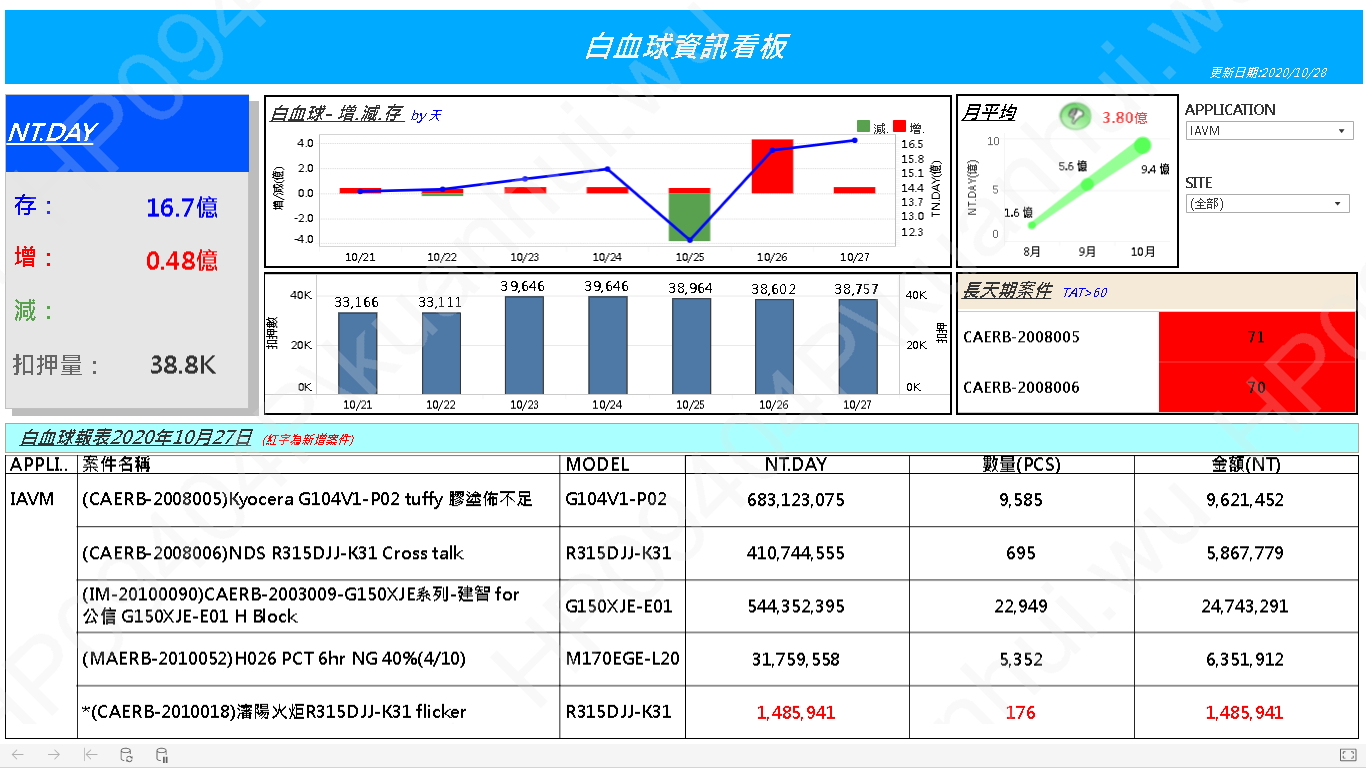 白血球資訊看板
更新日期:2020/10/28
NT.DAY
存：
16.7億
增：
0.48億
減：
扣押量：
38.8K
白血球- 增.減.存 by 天
減.
增.
增/減(億)
4.0
2.0
0.0
-2.0
-4.0
16.5
15.8
15.1
14.4
13.7
13.0
12.3
TN.DAY(億)
10/21
10/22
10/23
10/24
10/25
10/26
10/27
扣押數
40K
20K
0K
33,166
33,111
39,646
39,646
38,964
38,602
38,757
40K
20K
0K
扣押
10/21
10/22
10/23
10/24
10/25
10/26
10/27
月平均
3.80億
NT.DAY(億)
10
5
0
1.6 億
5.6 億
9.4 億
8月
9月
10月
APPLICATION
IAVM
SITE
(全部)
長天期案件 TAT>60
CAERB-2008005 71
CAERB-2008006 70
白血球報表2020年10月27日 (紅字為新增案件)
APPLI.. 案件名稱 MODEL NT.DAY 數量(PCS) 金額(NT)
IAVM (CAERB-2008005)Kyocera G104V1-P02 tuffy 膠塗佈不足 G104V1-P02 683,123,075 9,585 9,621,452
(CAERB-2008006)NDS R315DJJ-K31 Cross talk R315DJJ-K31 410,744,555 695 5,867,779
(IM-20100090)CAERB-2003009-G150XJE系列-建智 for
公信 G150XJE-E01 H Block G150XJE-E01 544,352,395 22,949 24,743,291
(MAERB-2010052)H026 PCT 6hr NG 40%(4/10) M170EGE-L20 31,759,558 5,352 6,351,912
*(CAERB-2010018)瀋陽火炬R315DJJ-K31 flicker R315DJJ-K31 1,485,941 176 1,485,941